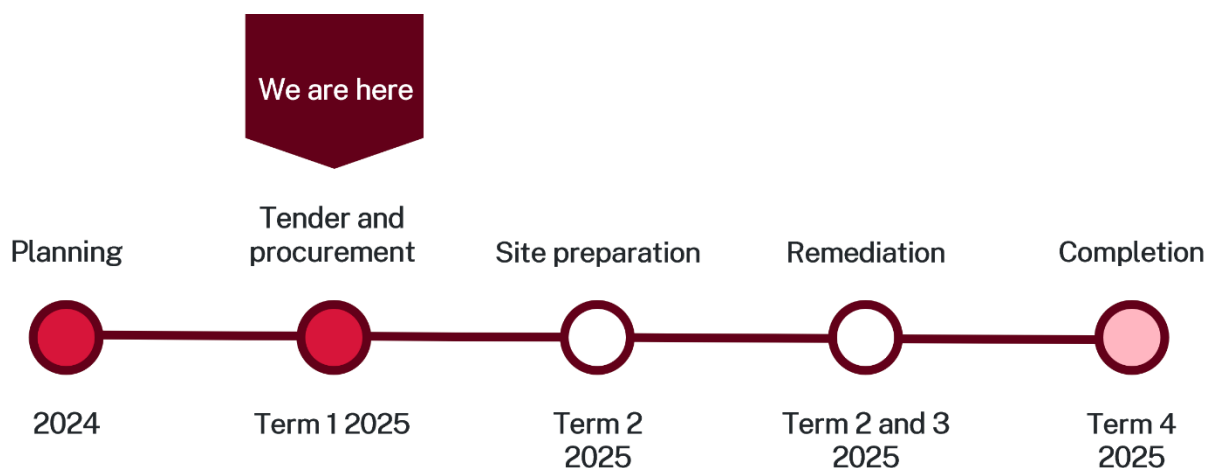 We are here
Planning
Tender and
procurement
Site preparation
Remediation
Completion
2024
Term 1 2025
Term 2
2025
Term 2 and 3
2025
Term 4
2025